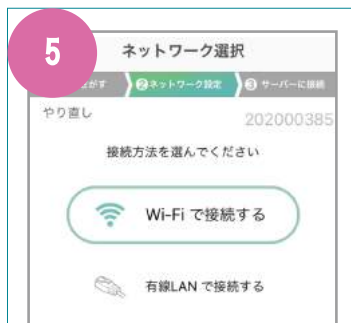 5
ネットワーク選択
がす
❷ネットワーク設定
❸ サーバーに接続
やり直し
202000385
接続方法を選んでください
Wi-Fi で接続する
有線LAN で接続する